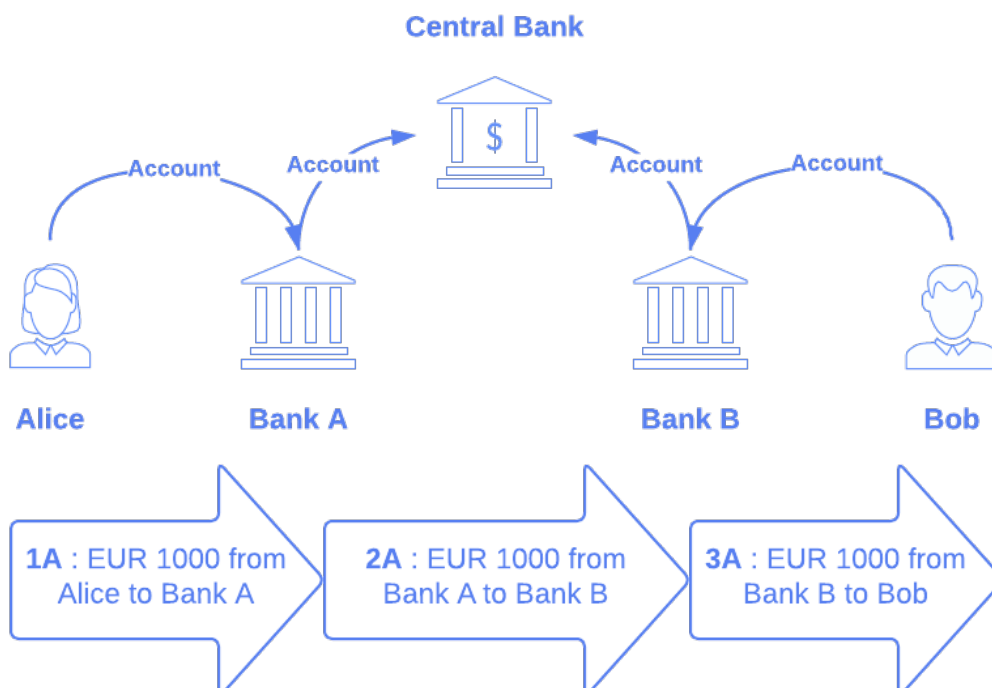 Central Bank
$
Account
Account
Account
Account
Alice
Bank A
Bank B
Bob
1A : EUR 1000 from
Alice to Bank A
2A : EUR 1000 from
Bank A to Bank B
3A : EUR 1000 from
Bank B to Bob